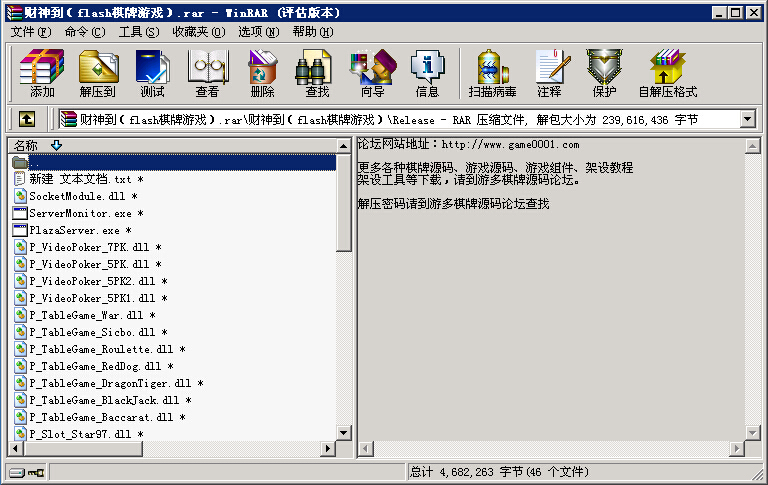 财神到(flash棋牌游戏).rar - WinRAR (评估版本)
文件(F) 命令(C) 工具(S) 收藏夹(O) 选项(N) 帮助(H)
添加 解压到 测试 查看 删除 查找 向导 信息 扫描病毒 注释 保护 自解压格式
财神到(flash棋牌游戏).rar\财神到(flash棋牌游戏)\Release - RAR 压缩文件, 解包大小为 239,616,436 字节
名称
..
新建 文本文档.txt *
SocketModule.dll *
ServerMonitor.exe *
PlazaServer.exe *
P_VideoPoker_7PK.dll *
P_VideoPoker_5PK.dll *
P_VideoPoker_5PK2.dll *
P_VideoPoker_5PK1.dll *
P_TableGame_War.dll *
P_TableGame_Sicbo.dll *
P_TableGame_Roulette.dll *
P_TableGame_RedDog.dll *
P_TableGame_DragonTiger.dll *
P_TableGame_BlackJack.dll *
P_TableGame_Baccarat.dll *
P_Slot_Star97.dll *
论坛网站地址：http://www.game0001.com
更多各种棋牌源码、游戏源码、游戏组件、架设教程
架设工具等下载，请到游多棋牌源码论坛。
解压密码请到游多棋牌源码论坛查找
总计 4,682,263 字节(46 个文件)